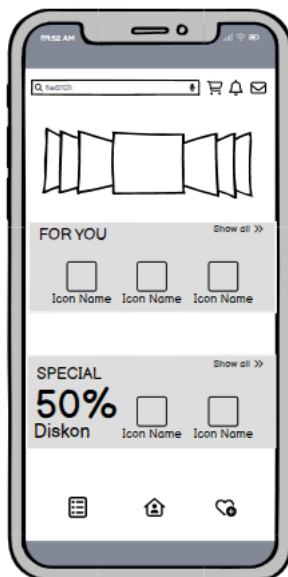 09:52 AM
search
FOR YOU
Show all >>
Icon Name Icon Name Icon Name
Show all >>
SPECIAL
50%
Diskon
Icon Name Icon Name